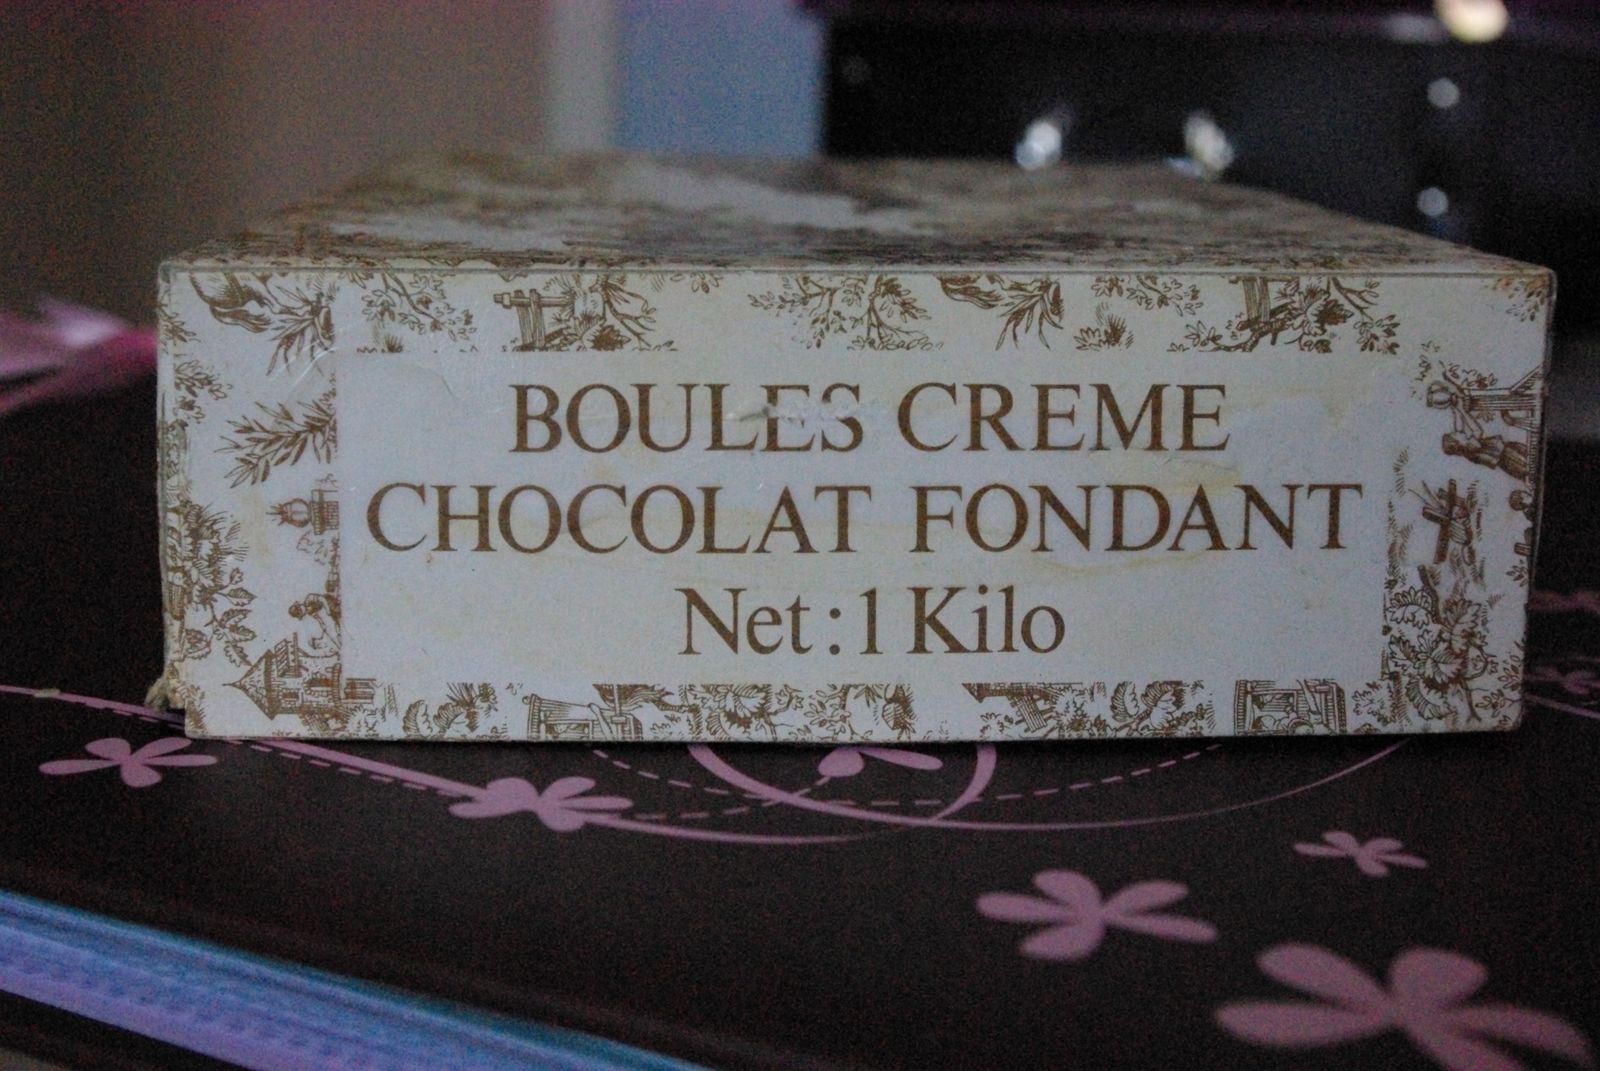 BOULES CREME
CHOCOLAT FONDANT
Net : 1 Kilo